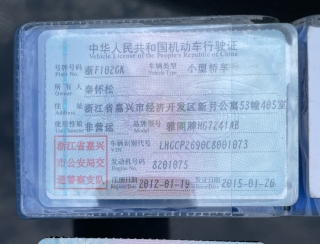 中华人民共和国机动车行驶证
Vehicle License of the People's Republic of China
号牌号码 浙F102GK 车辆类型 小型轿车
Plate No. Vehicle Type
所有人 秦怀松
Owner
住址 浙江省嘉兴市经济开发区新月公寓53幢405室
使用性质 非营运 品牌型号 雅阁牌HG7241AB
浙江省嘉兴
市公安局交
通警察支队
车辆识别代号 LHGCP2690C8001073
VIN
发动机号码 8201075
Engine No.
注册日期 2012-01-19 发证日期 2015-01-26
Register Date Issue Date